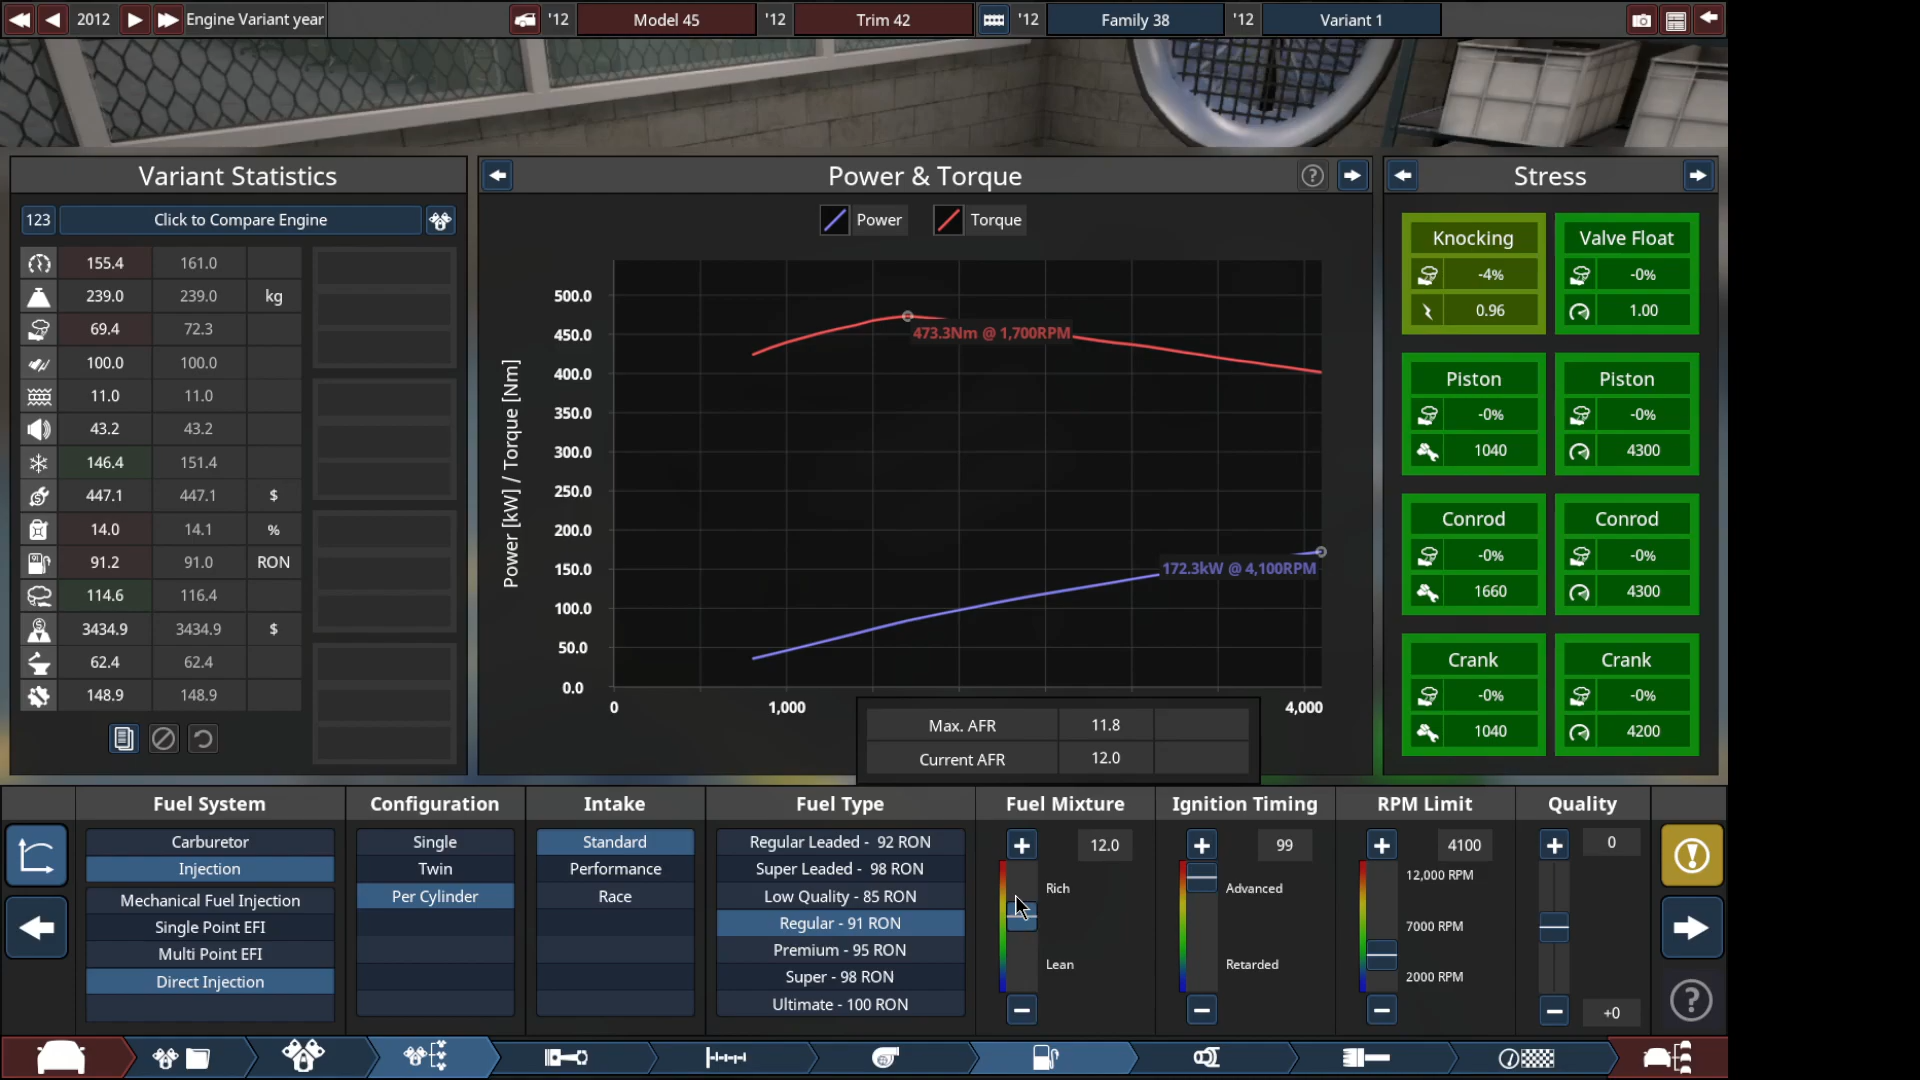 2012 Engine Variant year '12 Model 45 '12 Trim 42 '12 Family 38 '12 Variant 1
Variant Statistics
123 Click to Compare Engine
155.4 161.0
239.0 239.0 kg
69.4 72.3
100.0 100.0
11.0 11.0
43.2 43.2
146.4 151.4
447.1 447.1 $
14.0 14.1 %
91.2 91.0 RON
114.6 116.4
3434.9 3434.9 $
62.4 62.4
148.9 148.9
Power & Torque ?
Power Torque
Power [kW] / Torque [Nm]
500.0
450.0
400.0
350.0
300.0
250.0
200.0
150.0
100.0
50.0
0.0
473.3Nm @ 1,700RPM
172.3kW @ 4,100RPM
0 1,000 4,000
Max. AFR 11.8
Current AFR 12.0
Stress
Knocking Valve Float
-4% -0%
0.96 1.00
Piston Piston
-0% -0%
1040 4300
Conrod Conrod
-0% -0%
1660 4300
Crank Crank
-0% -0%
1040 4200
Fuel System
Carburetor
Injection
Mechanical Fuel Injection
Single Point EFI
Multi Point EFI
Direct Injection
Configuration
Single
Twin
Per Cylinder
Intake
Standard
Performance
Race
Fuel Type
Regular Leaded - 92 RON
Super Leaded - 98 RON
Low Quality - 85 RON
Regular - 91 RON
Premium - 95 RON
Super - 98 RON
Ultimate - 100 RON
Fuel Mixture
12.0
Rich
Lean
Ignition Timing
99
Advanced
Retarded
RPM Limit
4100
12,000 RPM
7000 RPM
2000 RPM
Quality
0
+0
?